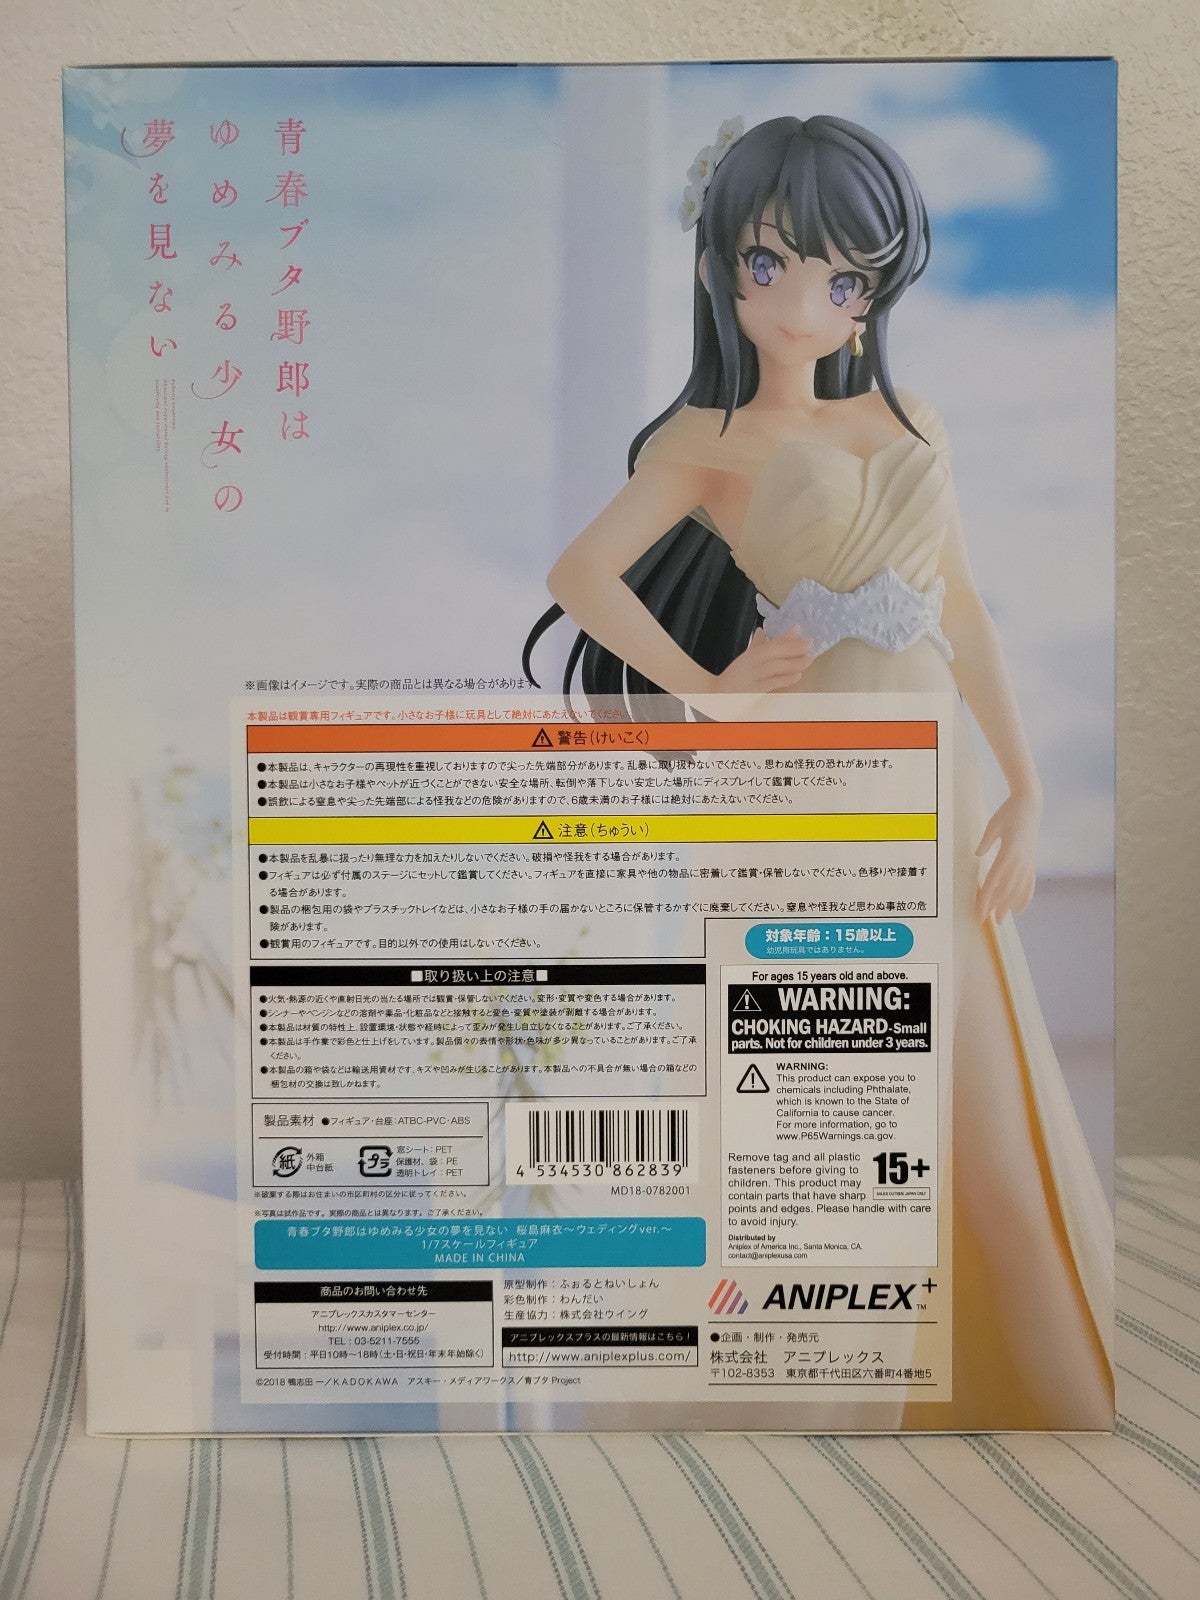 青春ブタ野郎は
ゆめみる少女の
夢を見ない
※画像はイメージです。実際の商品とは異なる場合があります。
本製品は観賞専用フィギュアです。小さなお子様に玩具として絶対にあたえないでください。
警告(けいこく)
●本製品は、キャラクターの再現性を重視しておりますので尖った先端部分があります。乱暴に取り扱わないでください。思わぬ怪我の恐れがあります。
●本製品は小さなお子様やペットが近づくことができない安全な場所、転倒や落下しない安定した場所にディスプレイして鑑賞してください。
●誤飲による窒息や尖った先端部による怪我などの危険がありますので、6歳未満のお子様には絶対にあたえないでください。
注意(ちゅうい)
●本製品を乱暴に扱ったり無理な力を加えたりしないでください。破損や怪我をする場合があります。
●フィギュアは必ず付属のステージにセットして鑑賞してください。フィギュアを直接に家具や他の物品に密着して鑑賞・保管しないでください。色移りや接着す
る場合があります。
●製品の梱包用の袋やプラスチックトレイなどは、小さなお子様の手の届かないところに保管するかすぐに廃棄してください。窒息や怪我など思わぬ事故の危
険があります。
●観賞用のフィギュアです。目的以外での使用はしないでください。
対象年齢:15歳以上
幼児用玩具ではありません。
■取り扱い上の注意■
●火気・熱源の近くや直射日光の当たる場所では観賞・保管しないでください。変形・変質や変色する場合があります。
●シンナーやベンジンなどの溶剤や薬品・化粧品などと接触すると変色・変質や塗装が剥離する場合があります。
●本製品は材質の特性上、設置環境・状態や経時によって歪みが発生し自立しなくなることがあります。ご了承ください。
●本製品は手作業で彩色と仕上げをしています。製品個々の表情や形状・色味が多少異なっていることがあります。ご了承
ください。
●本製品の箱や袋などは輸送用資材です。キズや凹みが生じることがあります。本製品への不具合が無い場合の箱などの
梱包材の交換は致しかねます。
For ages 15 years old and above.
WARNING:
CHOKING HAZARD-Small
parts. Not for children under 3 years.
WARNING:
This product can expose you to
chemicals including Phthalate,
which is known to the State of
California to cause cancer.
For more information, go to
www.P65Warnings.ca.gov.
Remove tag and all plastic
fasteners before giving to
children. This product may
contain parts that have sharp
points and edges. Please handle with care
to avoid injury.
15+
SALES OUTSIDE JAPAN ONLY
Distributed by
Aniplex of America Inc., Santa Monica, CA.
contact@aniplexusa.com
製品素材 ●フィギュア・台座:ATBC-PVC・ABS
紙 外箱
中台紙
プラ 窓シート:PET
保護材、袋:PE
透明トレイ:PET
4 534530 862839
MD18-0782001
※破棄する際はお住まいの市区町村の区分に従ってください。
※写真は試作品です。実際の商品とは異なります。ご了承ください。
青春ブタ野郎はゆめみる少女の夢を見ない 桜島麻衣〜ウェディングver.〜
1/7スケールフィギュア
MADE IN CHINA
商品のお問い合わせ先
アニプレックスカスタマーセンター
http://www.aniplex.co.jp/
TEL:03-5211-7555
受付時間:平日10時〜18時(土・日・祝日・年末年始除く)
原型制作:ふぉるとねいしょん
彩色制作:わんだい
生産協力:株式会社ウイング
アニプレックスプラスの最新情報はこちら!
http://www.aniplexplus.com/
ANIPLEX+™
●企画・制作・発売元
株式会社 アニプレックス
〒102-8353 東京都千代田区六番町4番地5
©2018 鴨志田 一/KADOKAWA アスキー・メディアワークス/青ブタ Project